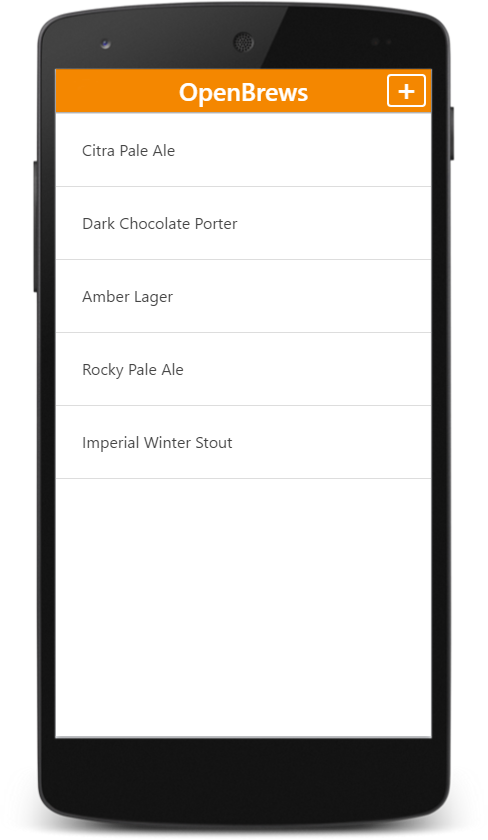 OpenBrews
+
Citra Pale Ale
Dark Chocolate Porter
Amber Lager
Rocky Pale Ale
Imperial Winter Stout